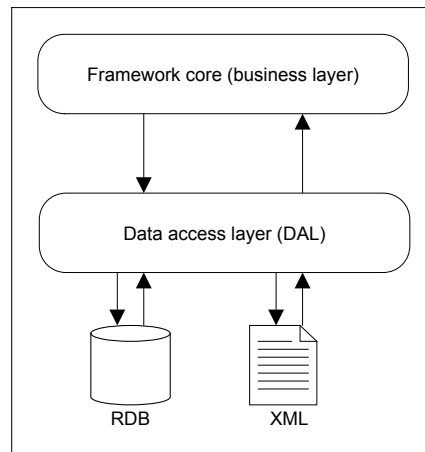 Framework core (business layer)
Data access layer (DAL)
RDB
XML